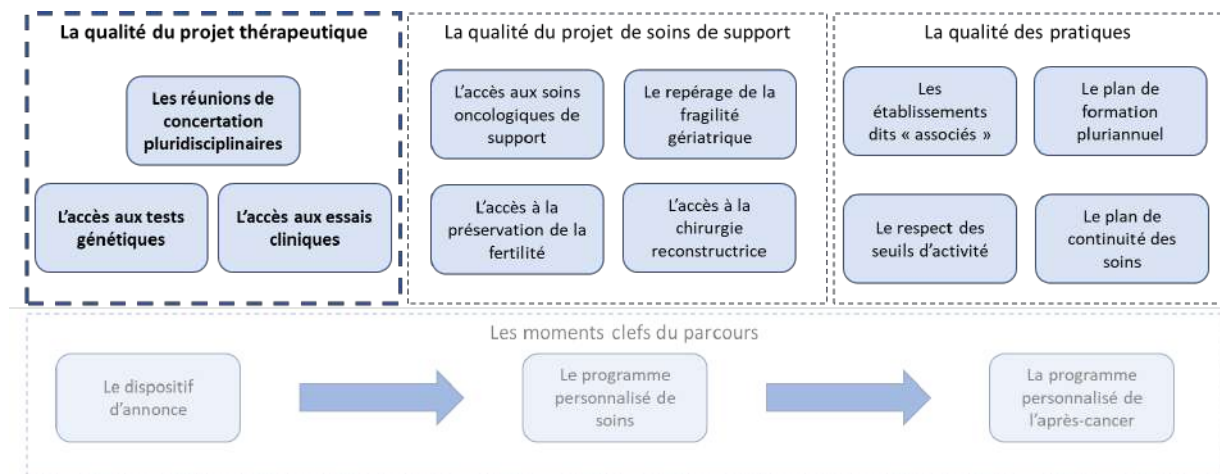 La qualité du projet thérapeutique
Les réunions de
concertation
pluridisciplinaires
L'accès aux tests
génétiques
L'accès aux essais
cliniques
La qualité du projet de soins de support
L'accès aux soins
oncologiques de
support
Le repérage de la
fragilité
gériatrique
L'accès à la
préservation de la
fertilité
L'accès à la
chirurgie
reconstructrice
La qualité des pratiques
Les
établissements
dits « associés »
Le plan de
formation
pluriannuel
Le respect des
seuils d'activité
Le plan de
continuité des
soins
Les moments clefs du parcours
Le dispositif
d'annonce
Le programme
personnalisé de
soins
La programme
personnalisé de
l'après-cancer